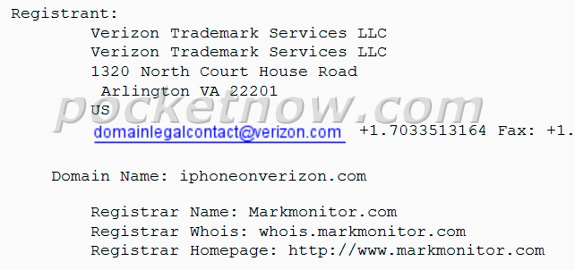 Registrant:
Verizon Trademark Services LLC
Verizon Trademark Services LLC
1320 North Court House Road
Arlington VA 22201
US
pocketnow.com
domainlegalcontact@verizon.com +1.7033513164 Fax: +1.
Domain Name: iphoneonverizon.com
Registrar Name: Markmonitor.com
Registrar Whois: whois.markmonitor.com
Registrar Homepage: http://www.markmonitor.com